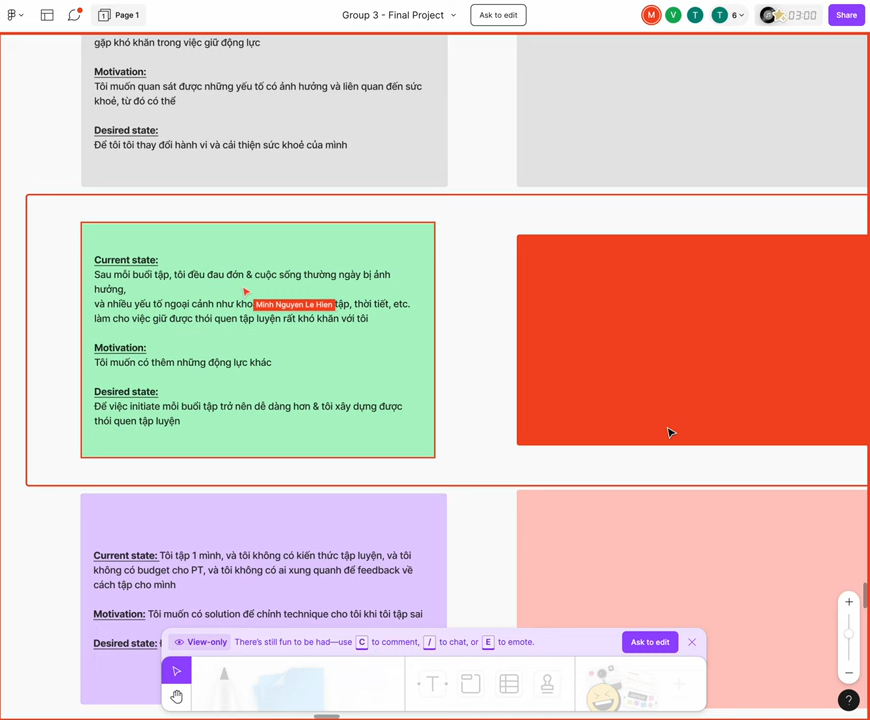 Page 1
Group 3 - Final Project
Ask to edit
M
V
T
T
6
03:00
Share
gặp khó khăn trong việc giữ động lực
Motivation:
Tôi muốn quan sát được những yếu tố có ảnh hưởng và liên quan đến sức
khoẻ, từ đó có thể
Desired state:
Để tôi tôi thay đổi hành vi và cải thiện sức khoẻ của mình
Current state:
Sau mỗi buổi tập, tôi đều đau đớn & cuộc sống thường ngày bị ảnh
hưởng,
và nhiều yếu tố ngoại cảnh như
Minh Nguyen Le Hien
tập, thời tiết, etc.
làm cho việc giữ được thói quen tập luyện rất khó khăn với tôi
Motivation:
Tôi muốn có thêm những động lực khác
Desired state:
Để việc initiate mỗi buổi tập trở nên dễ dàng hơn & tôi xây dựng được
thói quen tập luyện
Current state: Tôi tập 1 mình, và tôi không có kiến thức tập luyện, và tôi
không có budget cho PT, và tôi không có ai xung quanh để feedback về
cách tập cho mình
Motivation: Tôi muốn có solution để chỉnh technique cho tôi khi tôi tập sai
Desired state:
View-only
There's still fun to be had—use C to comment, / to chat, or E to emote.
Ask to edit
T
?